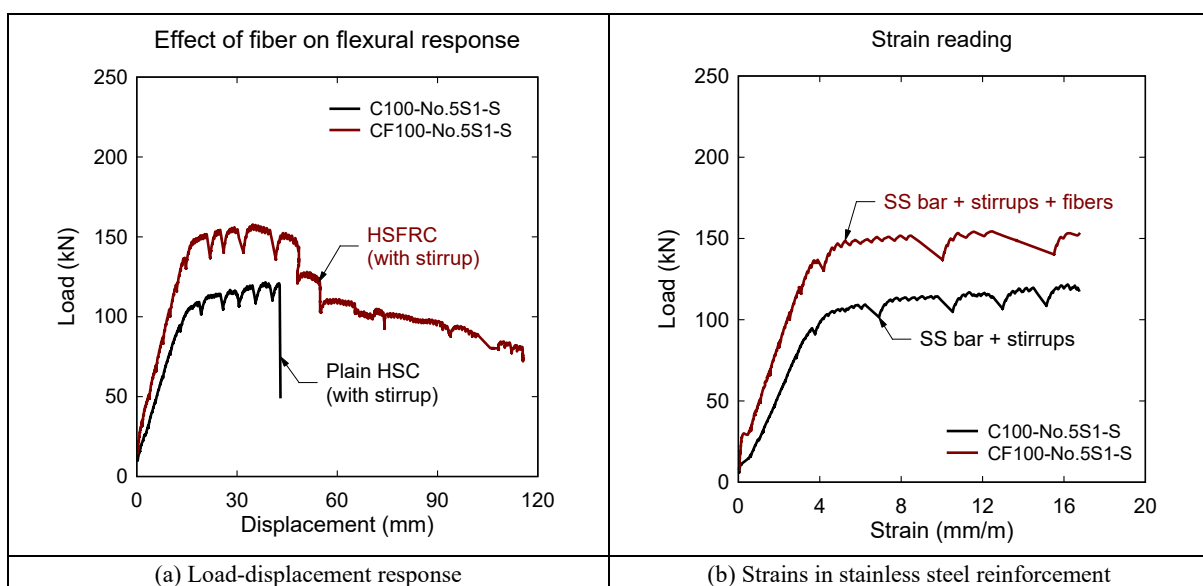 Effect of fiber on flexural response
250
200
150
100
50
0
Load (kN)
C100-No.5S1-S
CF100-No.5S1-S
HSFRC
(with stirrup)
Plain HSC
(with stirrup)
0 30 60 90 120
Displacement (mm)
(a) Load-displacement response
Strain reading
250
200
150
100
50
0
Load (kN)
SS bar + stirrups + fibers
SS bar + stirrups
C100-No.5S1-S
CF100-No.5S1-S
0 4 8 12 16 20
Strain (mm/m)
(b) Strains in stainless steel reinforcement